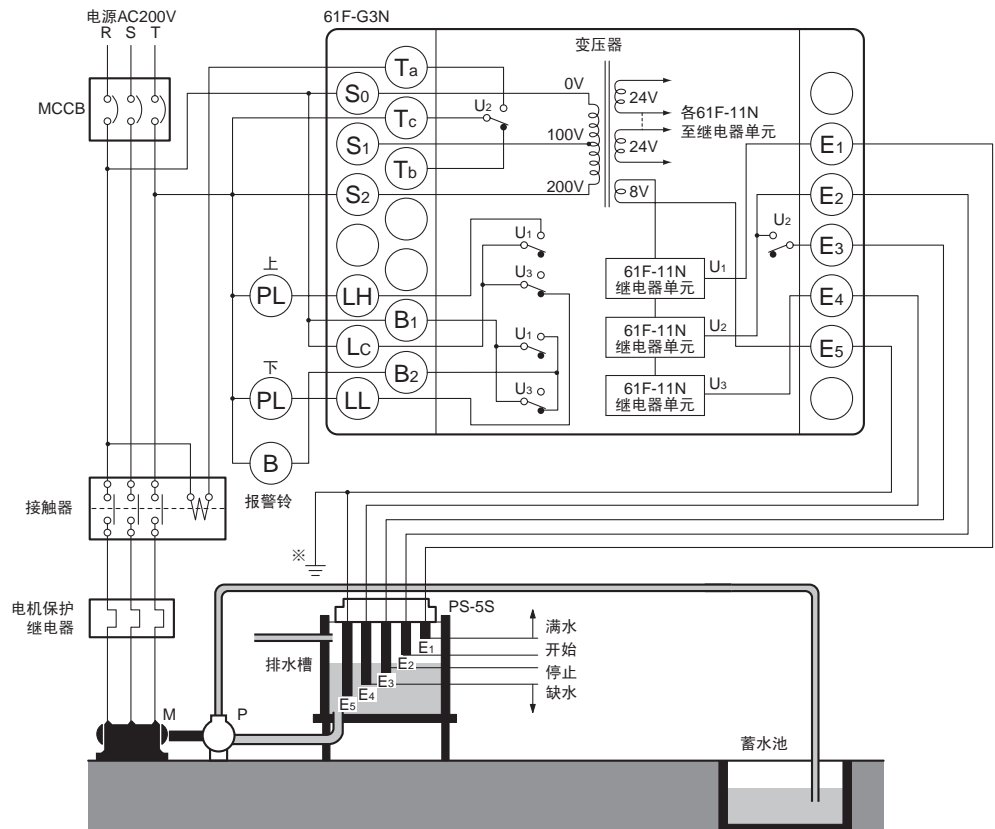 电源AC200V
R S T
MCCB
61F-G3N
变压器
Ta
S0
Tc
S1
Tb
S2
U2
0V
100V
200V
24V
24V
8V
各61F-11N
至继电器单元
E1
E2
U2
E3
E4
E5
U1
U3
U1
U3
61F-11N
继电器单元
U1
61F-11N
继电器单元
U2
61F-11N
继电器单元
U3
上
PL
LH
B1
LC
B2
下
PL
LL
B
报警铃
接触器
※
电机保护
继电器
PS-5S
排水槽
E1
E2
E3
E4
E5
满水
开始
停止
缺水
M
P
蓄水池